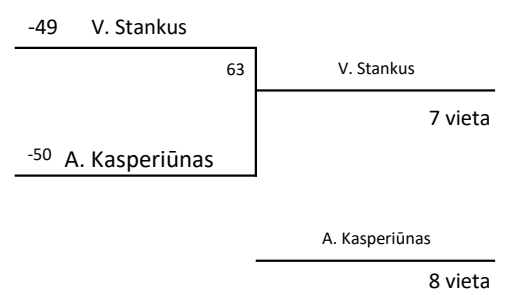 -49 V. Stankus
63
V. Stankus
7 vieta
-50 A. Kasperiūnas
A. Kasperiūnas
8 vieta